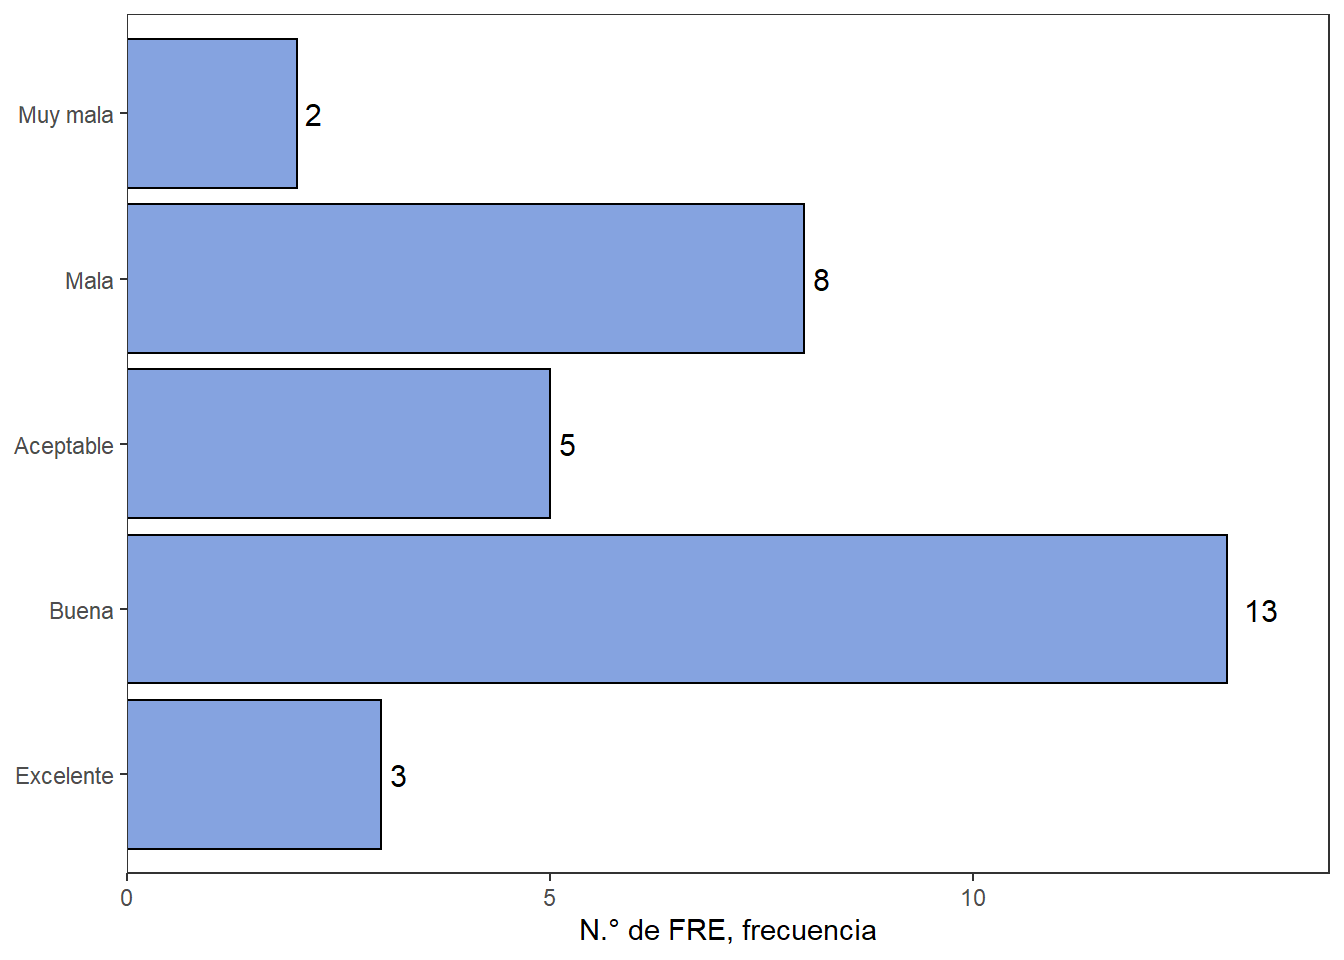 Muy mala 2
Mala 8
Aceptable 5
Buena 13
Excelente 3
0 5 10
N.° de FRE, frecuencia